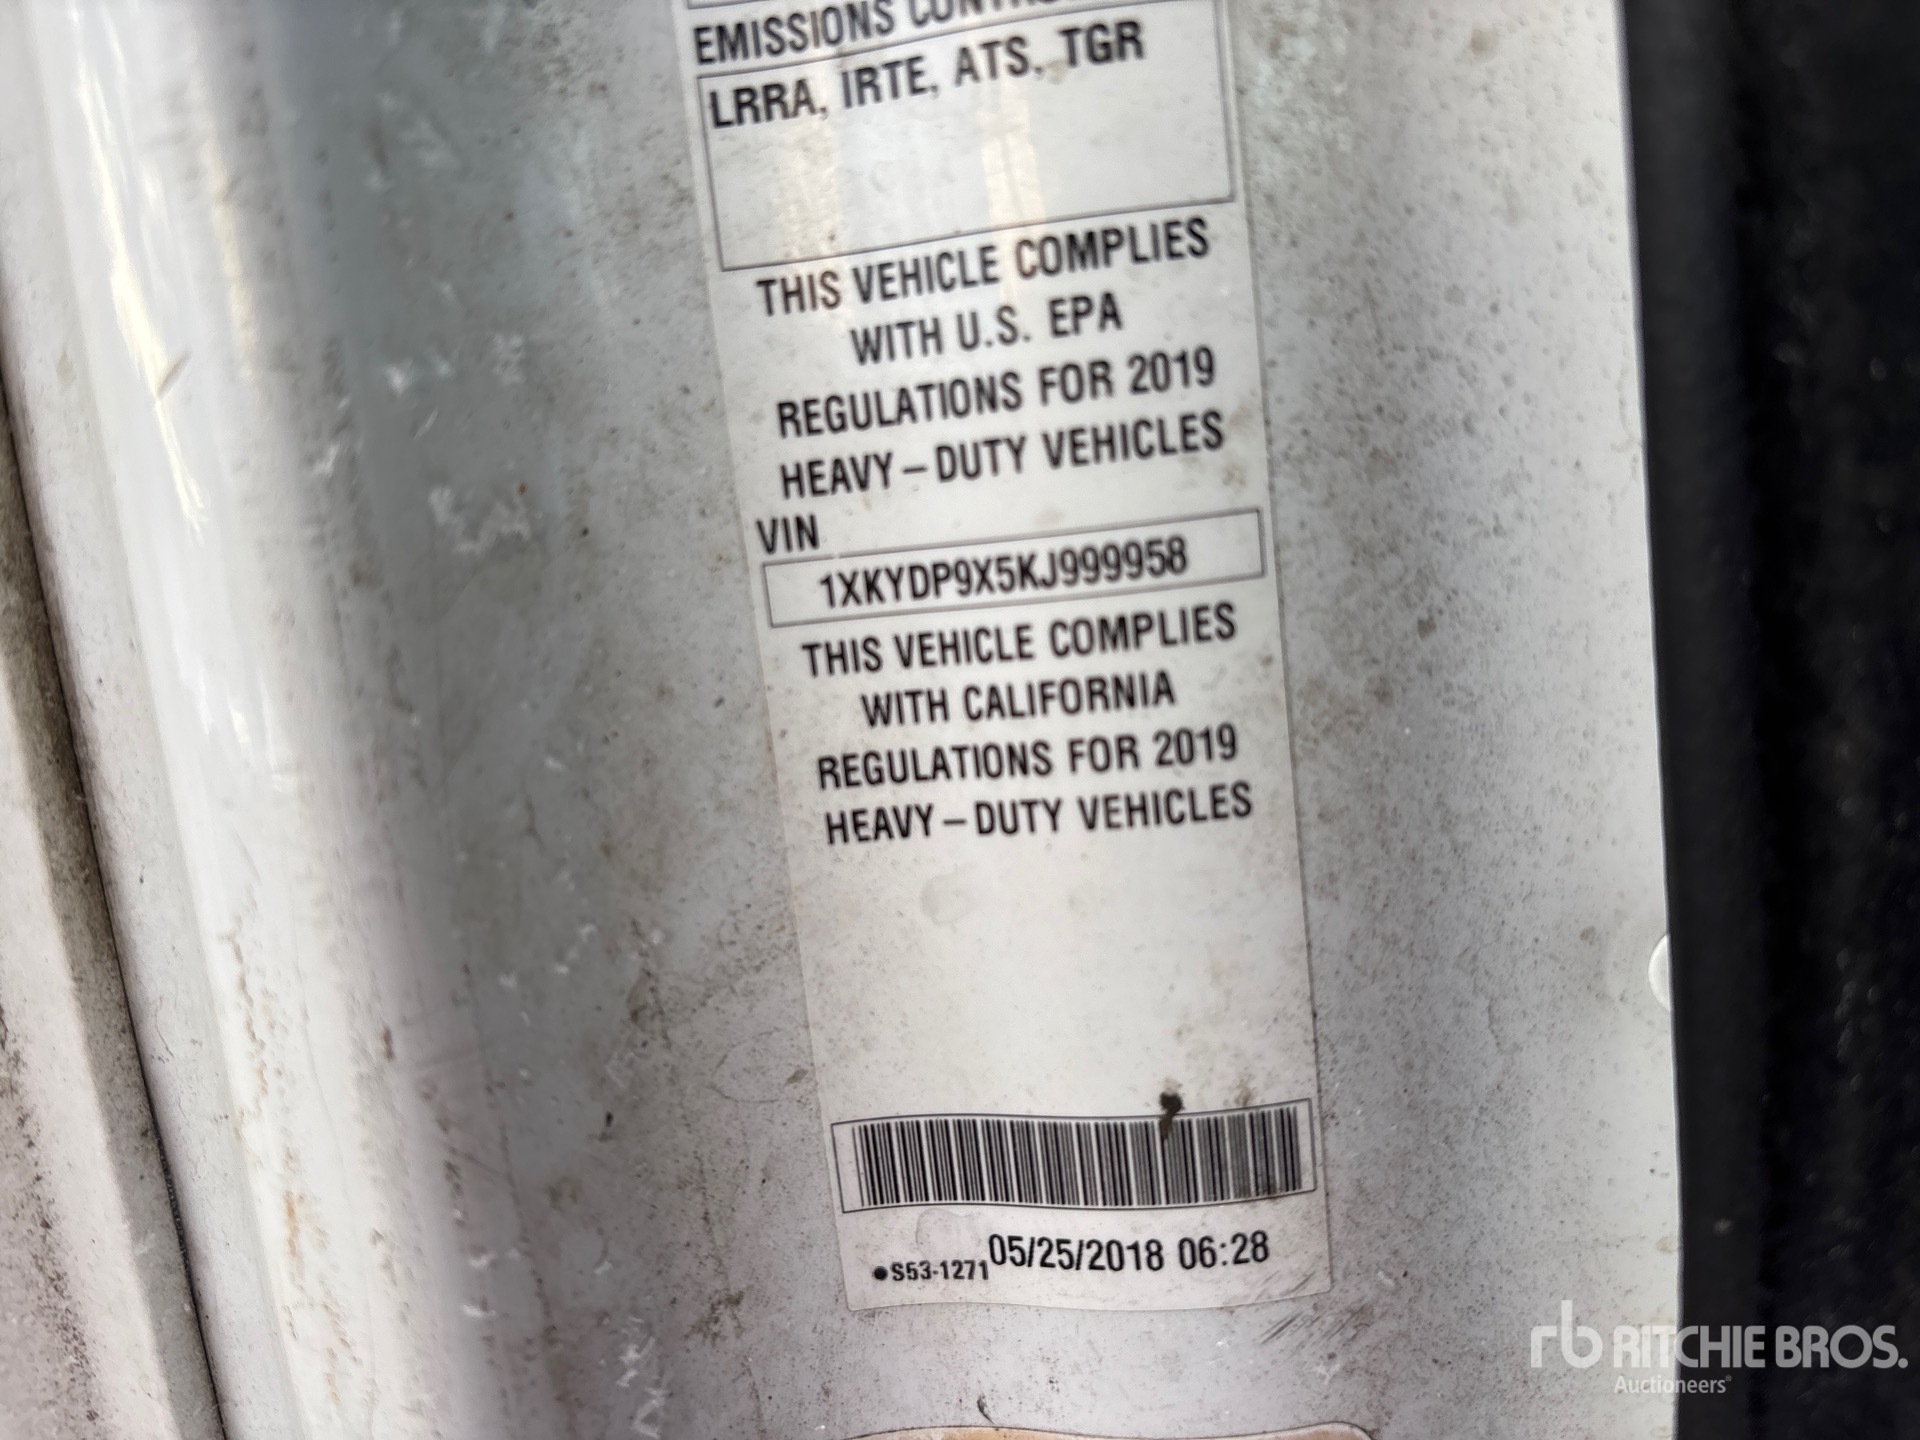 EMISSIONS CONTRO
LRRA, IRTE, ATS, TGR
THIS VEHICLE COMPLIES
WITH U.S. EPA
REGULATIONS FOR 2019
HEAVY-DUTY VEHICLES
VIN
1XKYDP9X5KJ999958
THIS VEHICLE COMPLIES
WITH CALIFORNIA
REGULATIONS FOR 2019
HEAVY-DUTY VEHICLES
●S53-1271 05/25/2018 06:28
rb RITCHIE BROS.
Auctioneers®